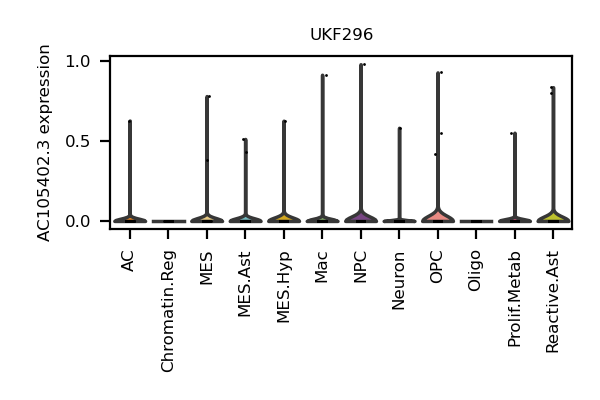 UKF296
AC105402.3 expression
1.0
0.5
0.0
AC
Chromatin.Reg
MES
MES.Ast
MES.Hyp
Mac
NPC
Neuron
OPC
Oligo
Prolif.Metab
Reactive.Ast